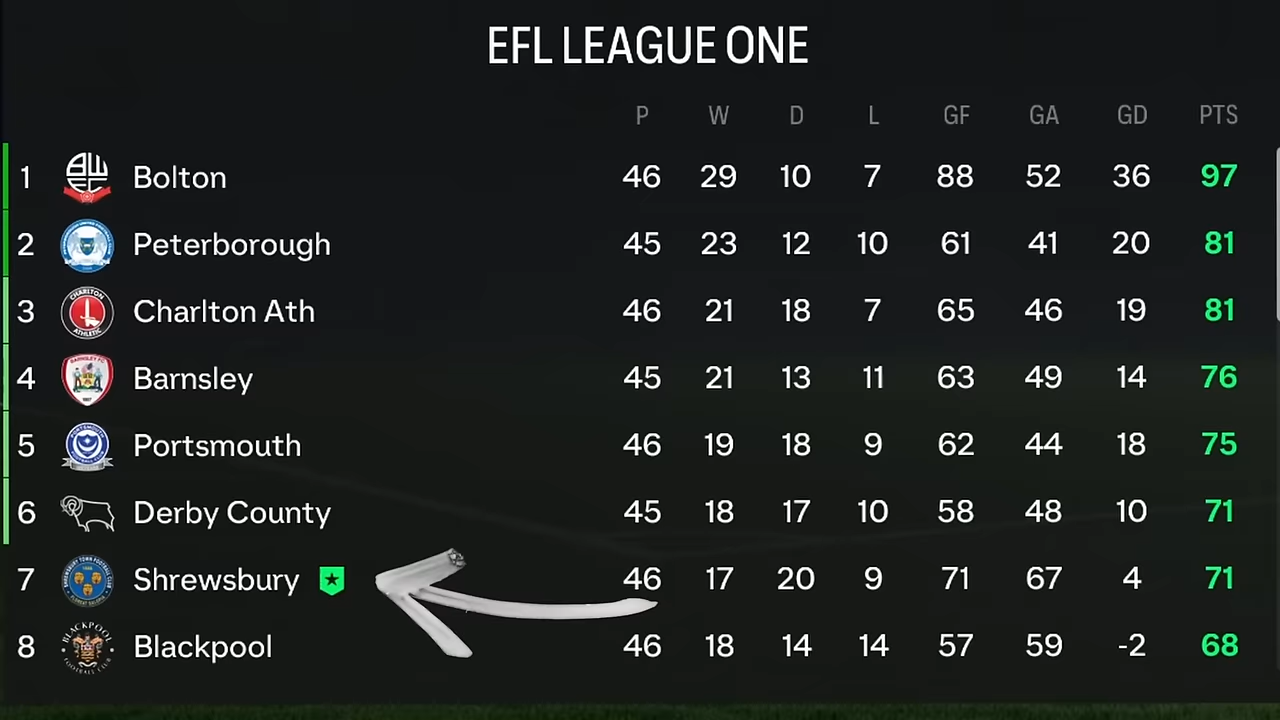 EFL LEAGUE ONE
P W D L GF GA GD PTS
1 Bolton 46 29 10 7 88 52 36 97
2 Peterborough 45 23 12 10 61 41 20 81
3 Charlton Ath 46 21 18 7 65 46 19 81
4 Barnsley 45 21 13 11 63 49 14 76
5 Portsmouth 46 19 18 9 62 44 18 75
6 Derby County 45 18 17 10 58 48 10 71
7 Shrewsbury 46 17 20 9 71 67 4 71
8 Blackpool 46 18 14 14 57 59 -2 68